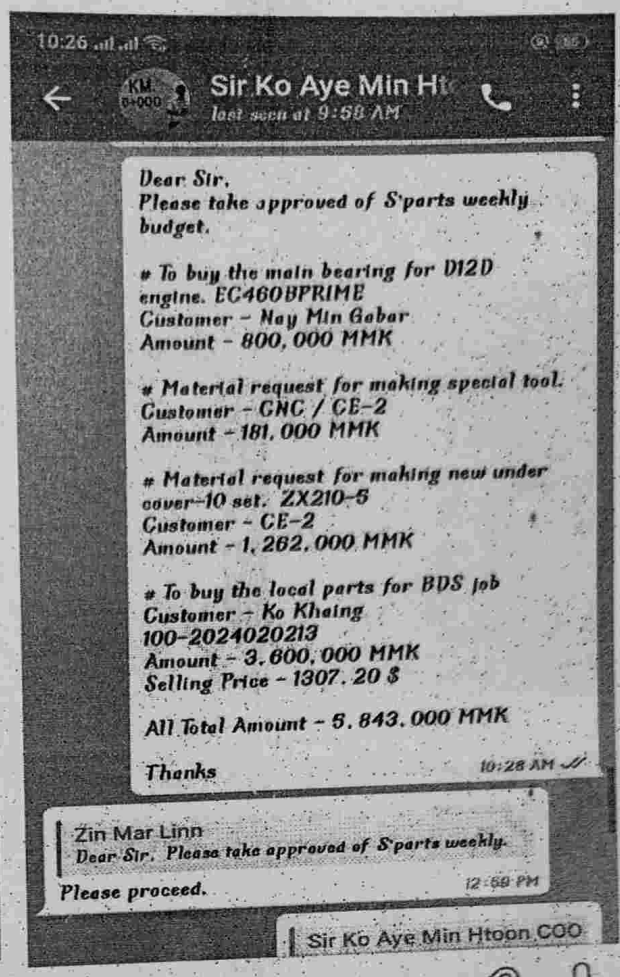 10:26
Sir Ko Aye Min Ht
last seen at 9:58 AM
KM.
0+000
Dear Sir,
Please take approved of S'parts weekly
budget.
# To buy the main bearing for D12D
engine. EC460BPRIME
Customer - Nay Min Gabar
Amount - 800,000 MMK
# Material request for making special tool.
Customer - GNC / CE-2
Amount - 181,000 MMK
# Material request for making new under
cover-10 set. ZX210-5
Customer - CE-2
Amount - 1,262,000 MMK
# To buy the local parts for BDS job
Customer - Ko Khaing
100-2024020213
Amount - 3,600,000 MMK
Selling Price - 1307.20 $
All Total Amount - 5,843,000 MMK
Thanks
10:28 AM
Zin Mar Linn
Dear Sir, Please take approved of S'parts weekly.
Please proceed.
12:59 PM
Sir Ko Aye Min Htoon COO